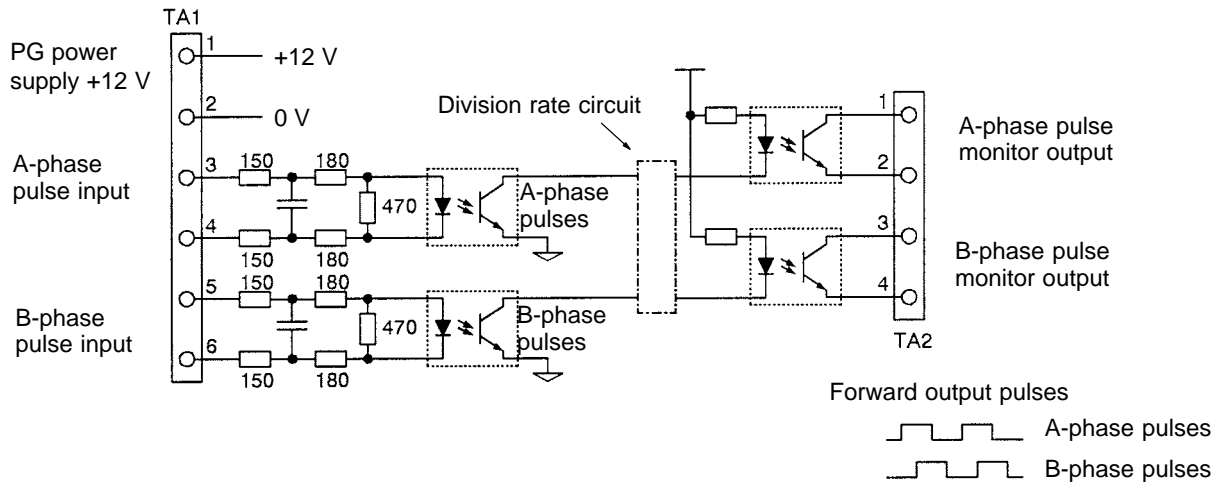 TA1
PG power
supply +12 V
1
+12 V
2
0 V
A-phase
pulse input
3
150
180
470
A-phase
pulses
4
150
180
B-phase
pulse input
5
150
180
470
B-phase
pulses
6
150
180
Division rate circuit
1
2
A-phase pulse
monitor output
3
4
B-phase pulse
monitor output
TA2
Forward output pulses
A-phase pulses
B-phase pulses